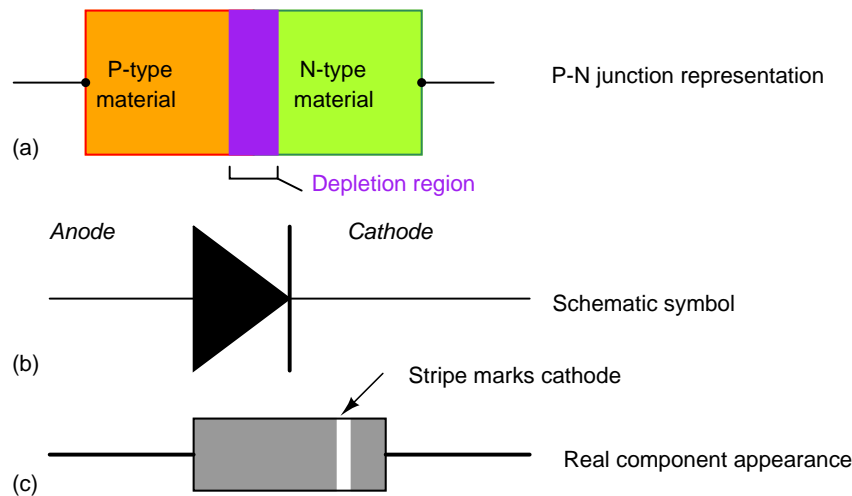 P-type
material
N-type
material
P-N junction representation
(a)
Depletion region
Anode
Cathode
Schematic symbol
(b)
Stripe marks cathode
Real component appearance
(c)